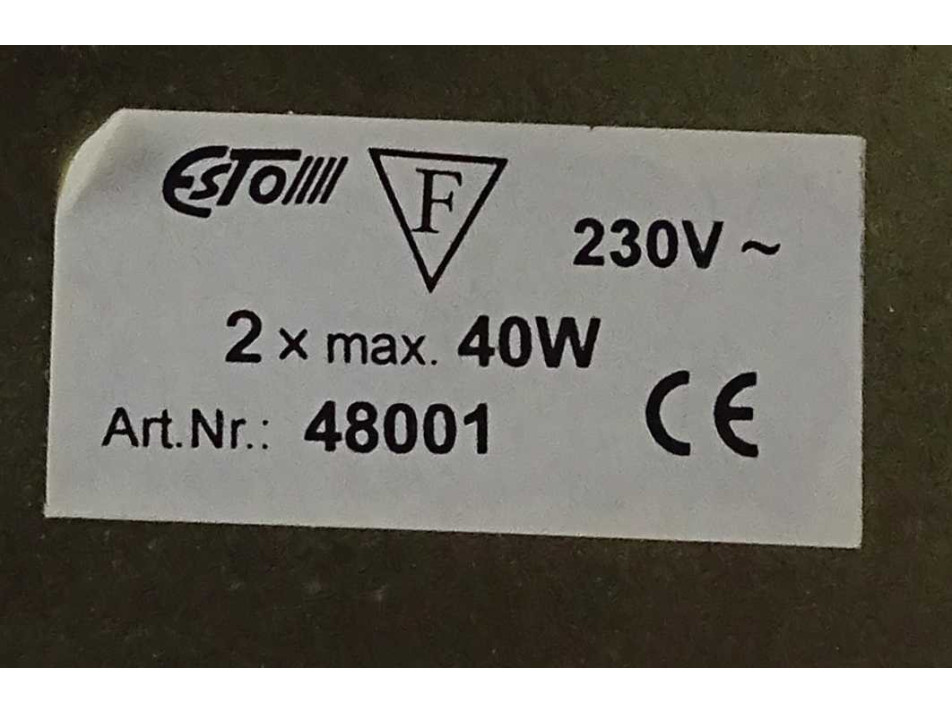 ESTO F 230V ~
2 x max. 40W
Art.Nr.: 48001 CE